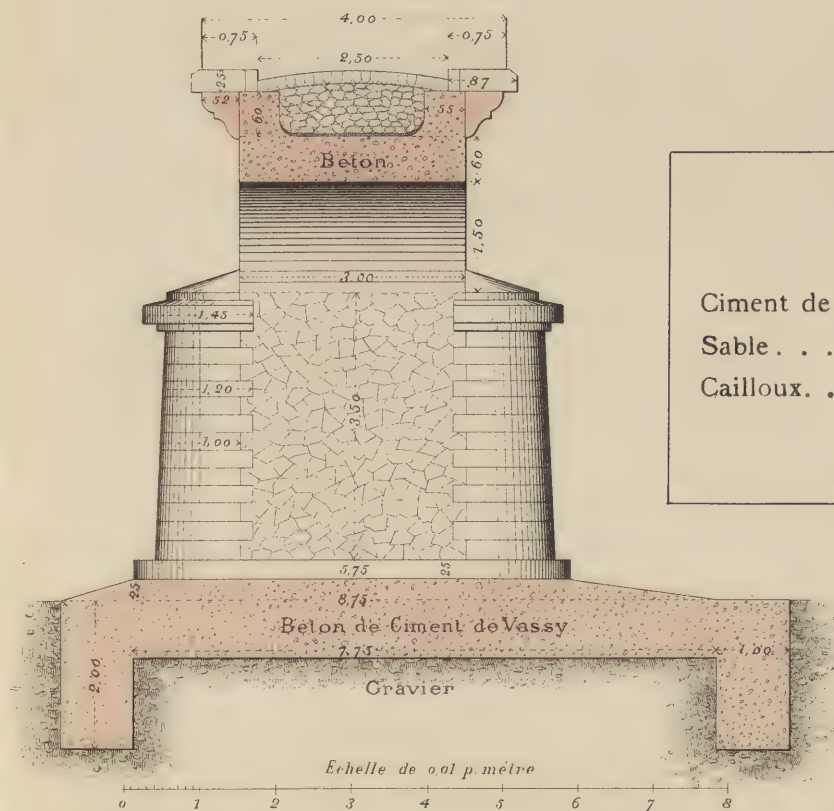 4,00
0,75 0,75
2,50
25 87
52 60 55
Béton 60
1,50
3,00
1,45
1,20
3,50
1,00
5,75 25
25
8,75
Béton de Ciment de Vassy
7,75 1,00
2,00
Gravier
Echelle de 0,01 p. métre
0 1 2 3 4 5 6 7 8
Ciment de
Sable . . .
Cailloux. .